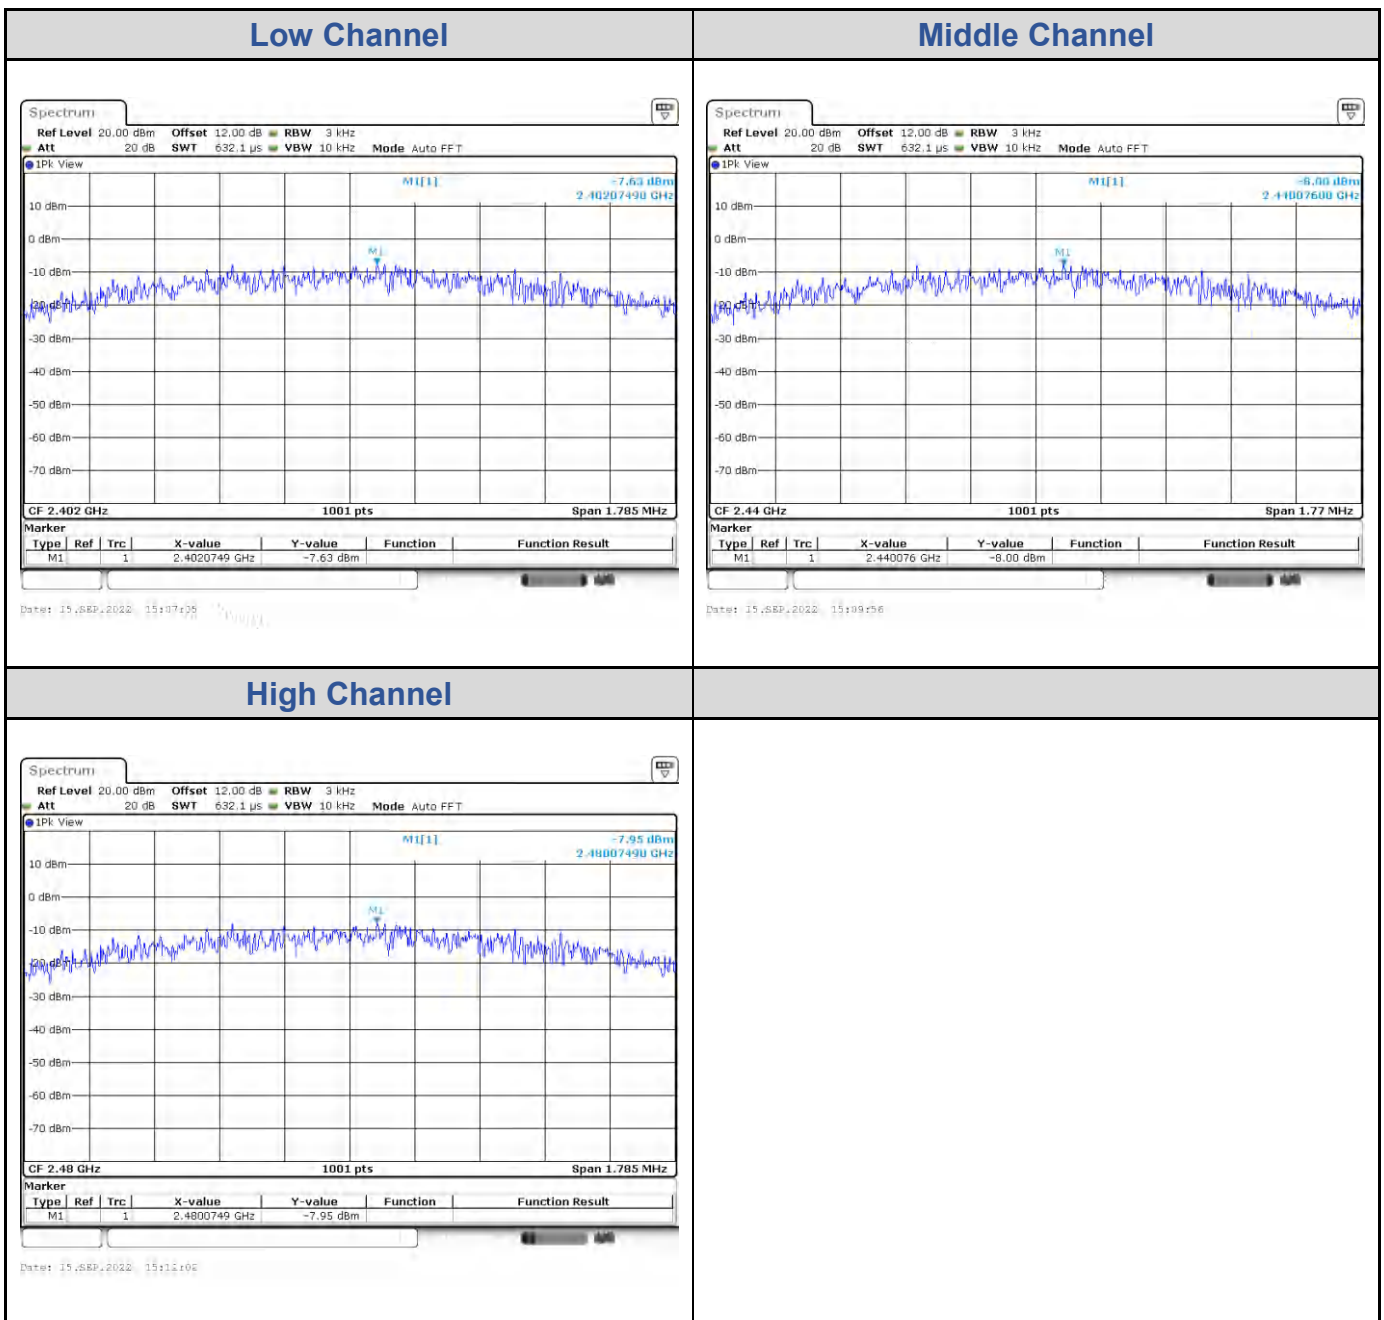 Low Channel
Middle Channel
Spectrum
Ref Level 20.00 dBm Offset 12.00 dB RBW 3 kHz
Att 20 dB SWT 632.1 µs VBW 10 kHz Mode Auto FFT
1Pk View
M1[1] -7.63 dBm
2.40207490 GHz
10 dBm
0 dBm
M1
-10 dBm
-20 dBm
-30 dBm
-40 dBm
-50 dBm
-60 dBm
-70 dBm
CF 2.402 GHz 1001 pts Span 1.785 MHz
Marker
Type Ref Trc X-value Y-value Function Function Result
M1 1 2.4020749 GHz -7.63 dBm
Date: 15.SEP.2022 15:07:35
Spectrum
Ref Level 20.00 dBm Offset 12.00 dB RBW 3 kHz
Att 20 dB SWT 632.1 µs VBW 10 kHz Mode Auto FFT
1Pk View
M1[1] -8.00 dBm
2.44007600 GHz
10 dBm
0 dBm
M1
-10 dBm
-20 dBm
-30 dBm
-40 dBm
-50 dBm
-60 dBm
-70 dBm
CF 2.44 GHz 1001 pts Span 1.77 MHz
Marker
Type Ref Trc X-value Y-value Function Function Result
M1 1 2.440076 GHz -8.00 dBm
Date: 15.SEP.2022 15:09:56
High Channel
Spectrum
Ref Level 20.00 dBm Offset 12.00 dB RBW 3 kHz
Att 20 dB SWT 632.1 µs VBW 10 kHz Mode Auto FFT
1Pk View
M1[1] -7.95 dBm
2.48007490 GHz
10 dBm
0 dBm
M1
-10 dBm
-20 dBm
-30 dBm
-40 dBm
-50 dBm
-60 dBm
-70 dBm
CF 2.48 GHz 1001 pts Span 1.785 MHz
Marker
Type Ref Trc X-value Y-value Function Function Result
M1 1 2.4800749 GHz -7.95 dBm
Date: 15.SEP.2022 15:12:02